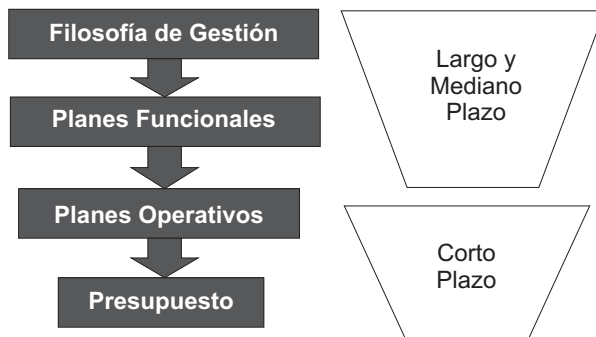 Filosofía de Gestión
Planes Funcionales
Planes Operativos
Presupuesto
Largo y
Mediano
Plazo
Corto
Plazo